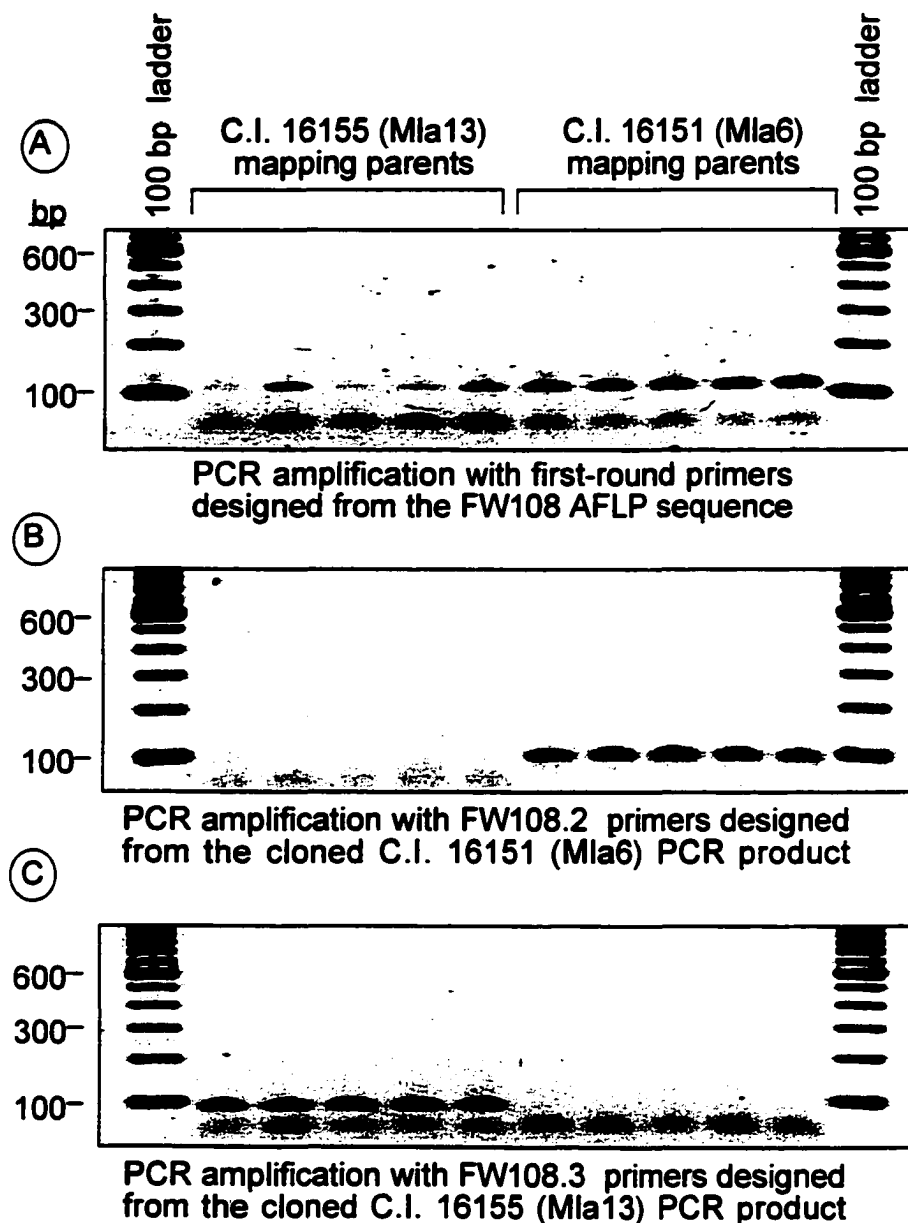 100 bp ladder
100 bp ladder
A
C.I. 16155 (Mla13)
mapping parents
C.I. 16151 (Mla6)
mapping parents
bp
600
300
100
PCR amplification with first-round primers
designed from the FW108 AFLP sequence
B
600
300
100
PCR amplification with FW108.2 primers designed
from the cloned C.I. 16151 (Mla6) PCR product
C
600
300
100
PCR amplification with FW108.3 primers designed
from the cloned C.I. 16155 (Mla13) PCR product